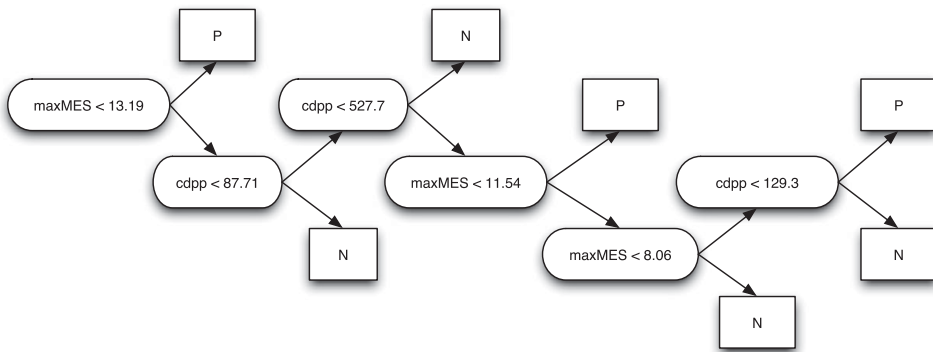 P
N
maxMES < 13.19
cdpp < 527.7
P
P
cdpp < 87.71
maxMES < 11.54
cdpp < 129.3
N
maxMES < 8.06
N
N